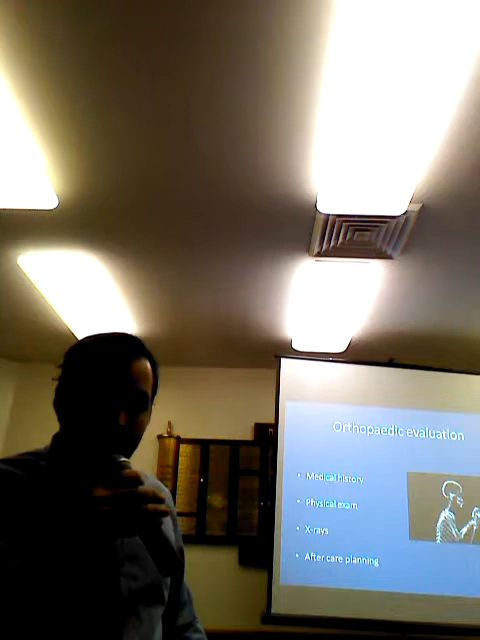 Orthopaedic evaluation
• Medical history
• Physical exam
• X-rays
• After care planning